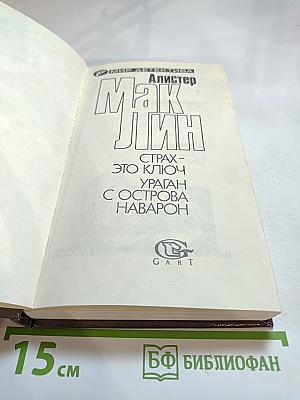 МИР ДЕТЕКТИВА
Алистер
Мак
Лин
СТРАХ-
ЭТО КЛЮЧ
УРАГАН
С ОСТРОВА
НАВАРОН
GART
15 см
БФ БИБЛИОФАН